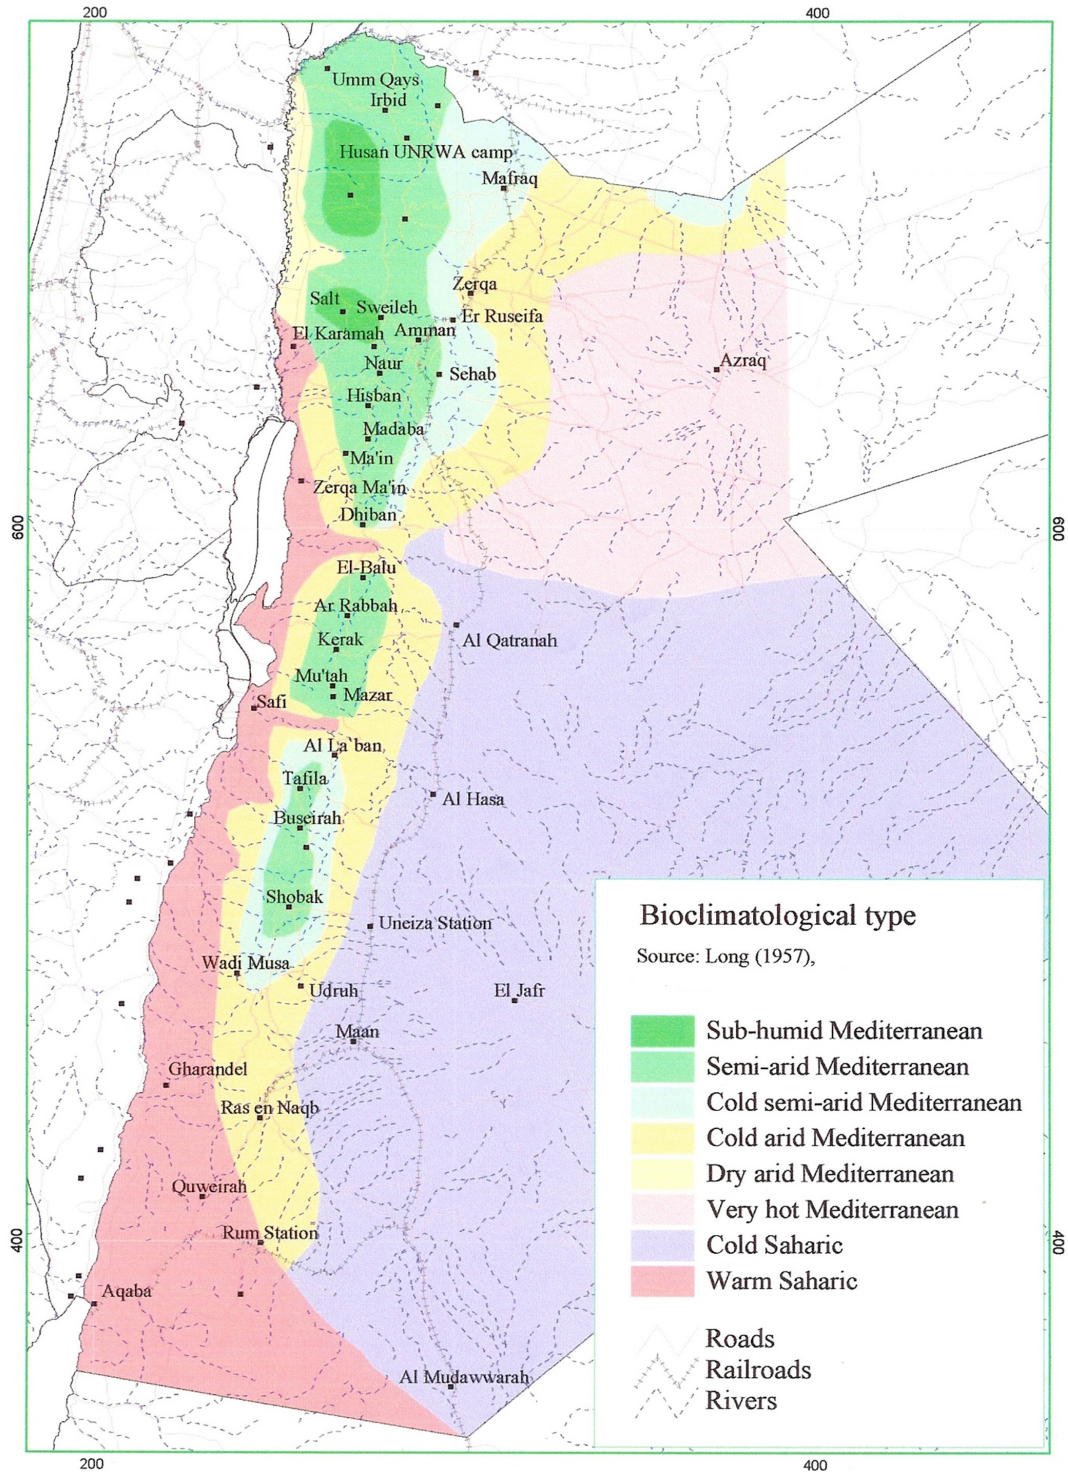 200
400
Umm Qays
Irbid
Husan UNRWA camp
Mafraq
Zerqa
Salt
Sweileh
Er Ruseifa
El Karamah
Amman
Azraq
Naur
Sehab
Hisban
Madaba
Ma'in
Zerqa Ma'in
Dhiban
600
600
El-Balu
Ar Rabbah
Kerak
Al Qatranah
Mu'tah
Mazar
Safi
Al La`ban
Tafila
Al Hasa
Buseirah
Shobak
Uneiza Station
Wadi Musa
Udruh
El Jafr
Maan
Gharandel
Ras en Naqb
Quweirah
Rum Station
400
400
Aqaba
Al Mudawwarah
Bioclimatological type
Source: Long (1957),
Sub-humid Mediterranean
Semi-arid Mediterranean
Cold semi-arid Mediterranean
Cold arid Mediterranean
Dry arid Mediterranean
Very hot Mediterranean
Cold Saharic
Warm Saharic
Roads
Railroads
Rivers
200
400